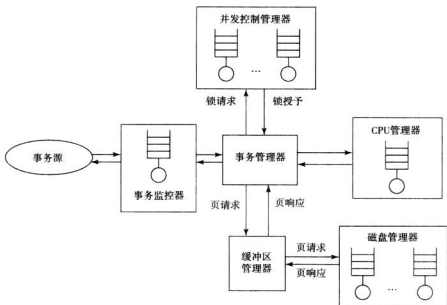 并发控制管理器
…
锁请求
锁授予
事务源
事务监控器
事务管理器
CPU管理器
页请求
页响应
缓冲区
管理器
页请求
页响应
磁盘管理器
…